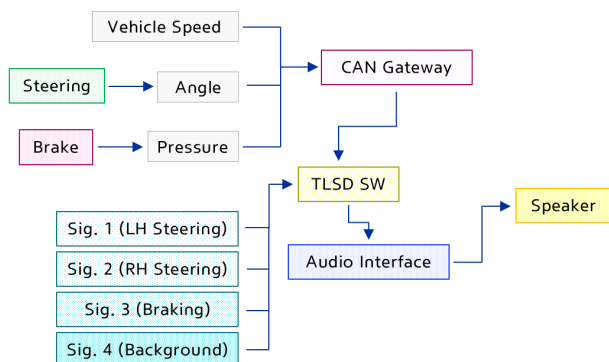 Vehicle Speed
CAN Gateway
Steering
Angle
Brake
Pressure
TLSD SW
Speaker
Sig. 1 (LH Steering)
Sig. 2 (RH Steering)
Audio Interface
Sig. 3 (Braking)
Sig. 4 (Background)